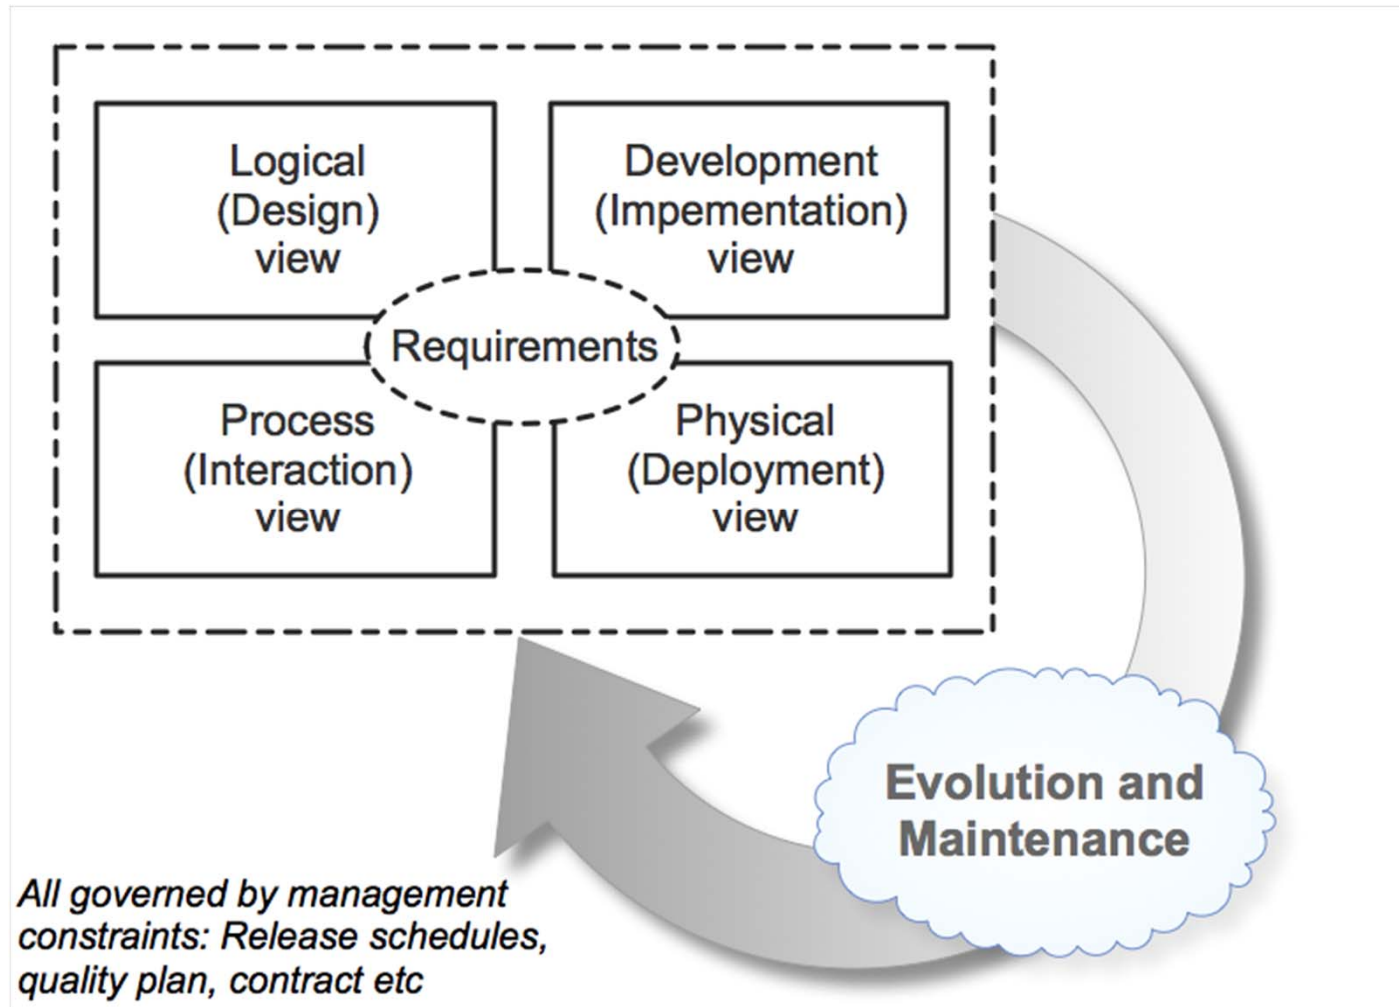 Logical
(Design)
view
Development
(Impementation)
view
Requirements
Process
(Interaction)
view
Physical
(Deployment)
view
Evolution and
Maintenance
All governed by management
constraints: Release schedules,
quality plan, contract etc